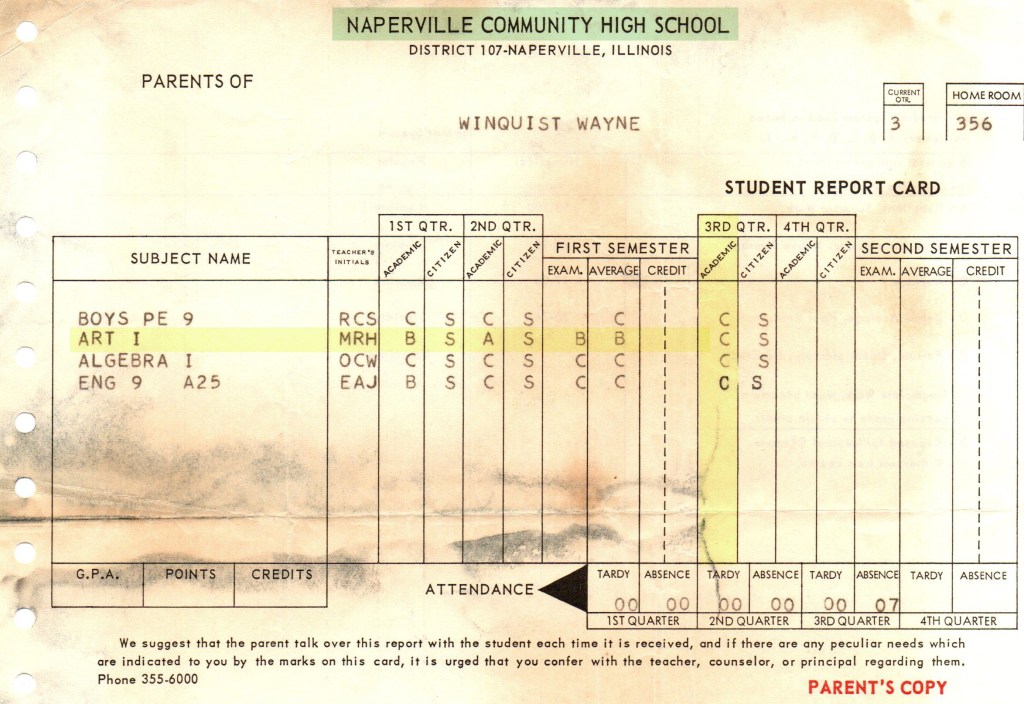 NAPERVILLE COMMUNITY HIGH SCHOOL
DISTRICT 107-NAPERVILLE, ILLINOIS
PARENTS OF
WINQUIST WAYNE
CURRENT QTR. HOME ROOM
3 356
STUDENT REPORT CARD
1ST QTR. 2ND QTR. 3RD QTR. 4TH QTR.
SUBJECT NAME TEACHER'S INITIALS ACADEMIC CITIZEN ACADEMIC CITIZEN FIRST SEMESTER ACADEMIC CITIZEN ACADEMIC CITIZEN SECOND SEMESTER
EXAM. AVERAGE CREDIT EXAM. AVERAGE CREDIT
BOYS PE 9 RCS C S C S C C S
ART I MRH B S A S B B C S
ALGEBRA I OCW C S C S C C C S
ENG 9 A25 EAJ B S C S C C C S
G.P.A. POINTS CREDITS ATTENDANCE TARDY ABSENCE TARDY ABSENCE TARDY ABSENCE TARDY ABSENCE
00 00 00 00 00 07
1ST QUARTER 2ND QUARTER 3RD QUARTER 4TH QUARTER
We suggest that the parent talk over this report with the student each time it is received, and if there are any peculiar needs which
are indicated to you by the marks on this card, it is urged that you confer with the teacher, counselor, or principal regarding them.
Phone 355-6000
PARENT'S COPY